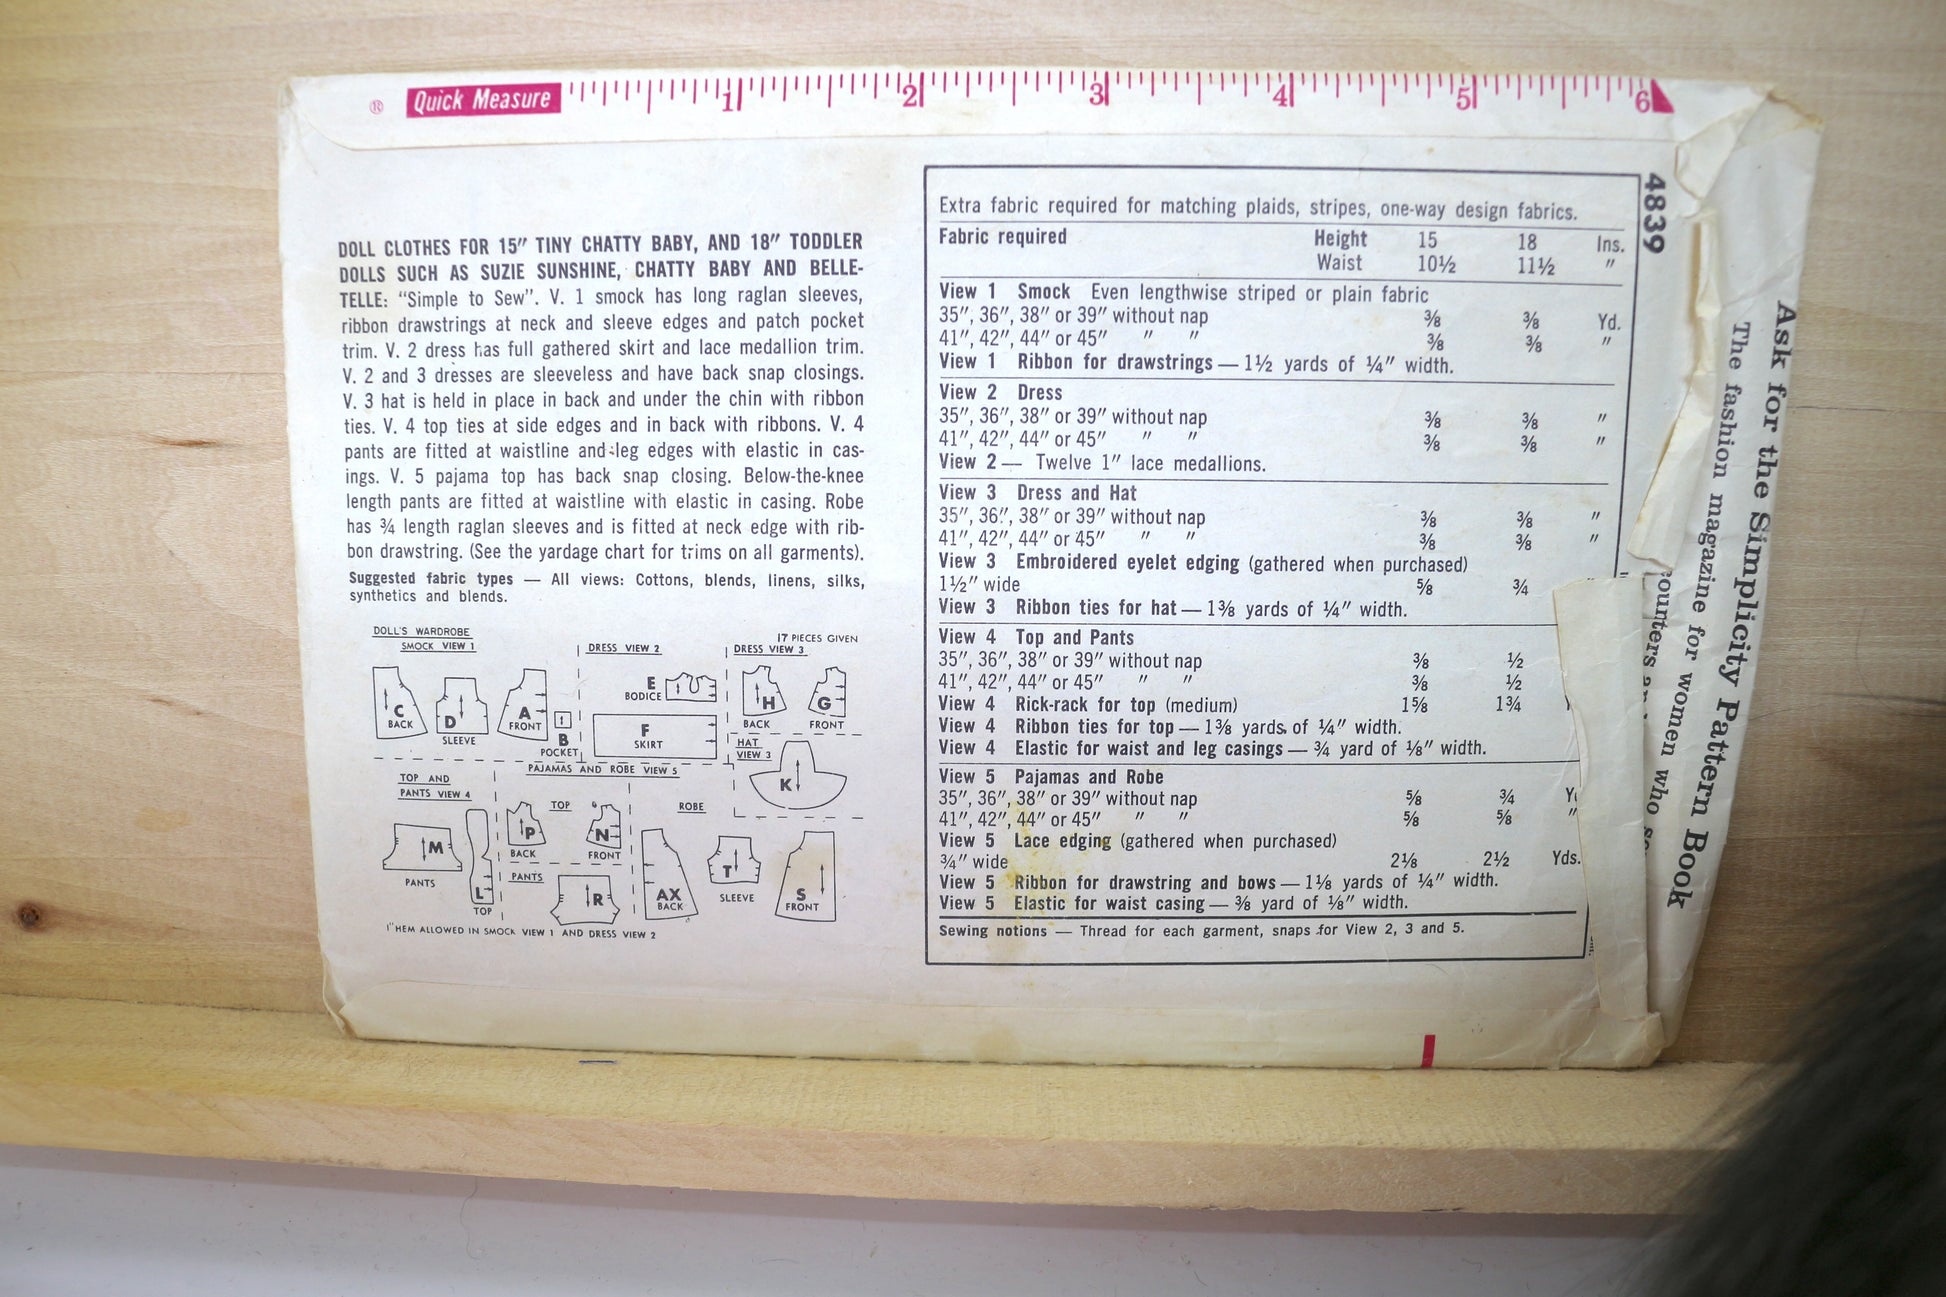 ® Quick Measure 1 2 3 4 5 6
DOLL CLOTHES FOR 15" TINY CHATTY BABY, AND 18" TODDLER
DOLLS SUCH AS SUZIE SUNSHINE, CHATTY BABY AND BELLE-
TELLE: "Simple to Sew". V. 1 smock has long raglan sleeves,
ribbon drawstrings at neck and sleeve edges and patch pocket
trim. V. 2 dress has full gathered skirt and lace medallion trim.
V. 2 and 3 dresses are sleeveless and have back snap closings.
V. 3 hat is held in place in back and under the chin with ribbon
ties. V. 4 top ties at side edges and in back with ribbons. V. 4
pants are fitted at waistline and leg edges with elastic in cas-
ings. V. 5 pajama top has back snap closing. Below-the-knee
length pants are fitted at waistline with elastic in casing. Robe
has ¾ length raglan sleeves and is fitted at neck edge with rib-
bon drawstring. (See the yardage chart for trims on all garments).
Suggested fabric types — All views: Cottons, blends, linens, silks,
synthetics and blends.
DOLL'S WARDROBE
17 PIECES GIVEN
SMOCK VIEW 1
C
BACK
D
SLEEVE
A
FRONT
B
POCKET
DRESS VIEW 2
E
BODICE
F
SKIRT
DRESS VIEW 3
H
BACK
G
FRONT
HAT
VIEW 3
K
TOP AND
PANTS VIEW 4
M
PANTS
L
TOP
PAJAMAS AND ROBE VIEW 5
TOP
P
BACK
N
FRONT
PANTS
R
ROBE
AX
BACK
T
SLEEVE
S
FRONT
1" HEM ALLOWED IN SMOCK VIEW 1 AND DRESS VIEW 2
Extra fabric required for matching plaids, stripes, one-way design fabrics.
Fabric required Height 15 18 Ins.
Waist 10½ 11½ "
View 1 Smock Even lengthwise striped or plain fabric
35", 36", 38" or 39" without nap ⅜ ⅜ Yd.
41", 42", 44" or 45" " " ⅜ ⅜ "
View 1 Ribbon for drawstrings — 1½ yards of ¼" width.
View 2 Dress
35", 36", 38" or 39" without nap ⅜ ⅜ "
41", 42", 44" or 45" " " ⅜ ⅜ "
View 2 — Twelve 1" lace medallions.
View 3 Dress and Hat
35", 36", 38" or 39" without nap ⅜ ⅜ "
41", 42", 44" or 45" " " ⅜ ⅜ "
View 3 Embroidered eyelet edging (gathered when purchased)
1½" wide ⅝ ¾
View 3 Ribbon ties for hat — 1⅜ yards of ¼" width.
View 4 Top and Pants
35", 36", 38" or 39" without nap ⅜ ½
41", 42", 44" or 45" " " ⅜ ½
View 4 Rick-rack for top (medium) 1⅝ 1¾
View 4 Ribbon ties for top — 1⅜ yards of ¼" width.
View 4 Elastic for waist and leg casings — ¾ yard of ⅛" width.
View 5 Pajamas and Robe
35", 36", 38" or 39" without nap ⅝ ¾
41", 42", 44" or 45" " " ⅝ ⅝ "
View 5 Lace edging (gathered when purchased)
¾" wide 2⅛ 2½ Yds.
View 5 Ribbon for drawstring and bows — 1⅛ yards of ¼" width.
View 5 Elastic for waist casing — ⅜ yard of ⅛" width.
Sewing notions — Thread for each garment, snaps for View 2, 3 and 5.
4839
Ask for the Simplicity Pattern Book
The fashion magazine for women who